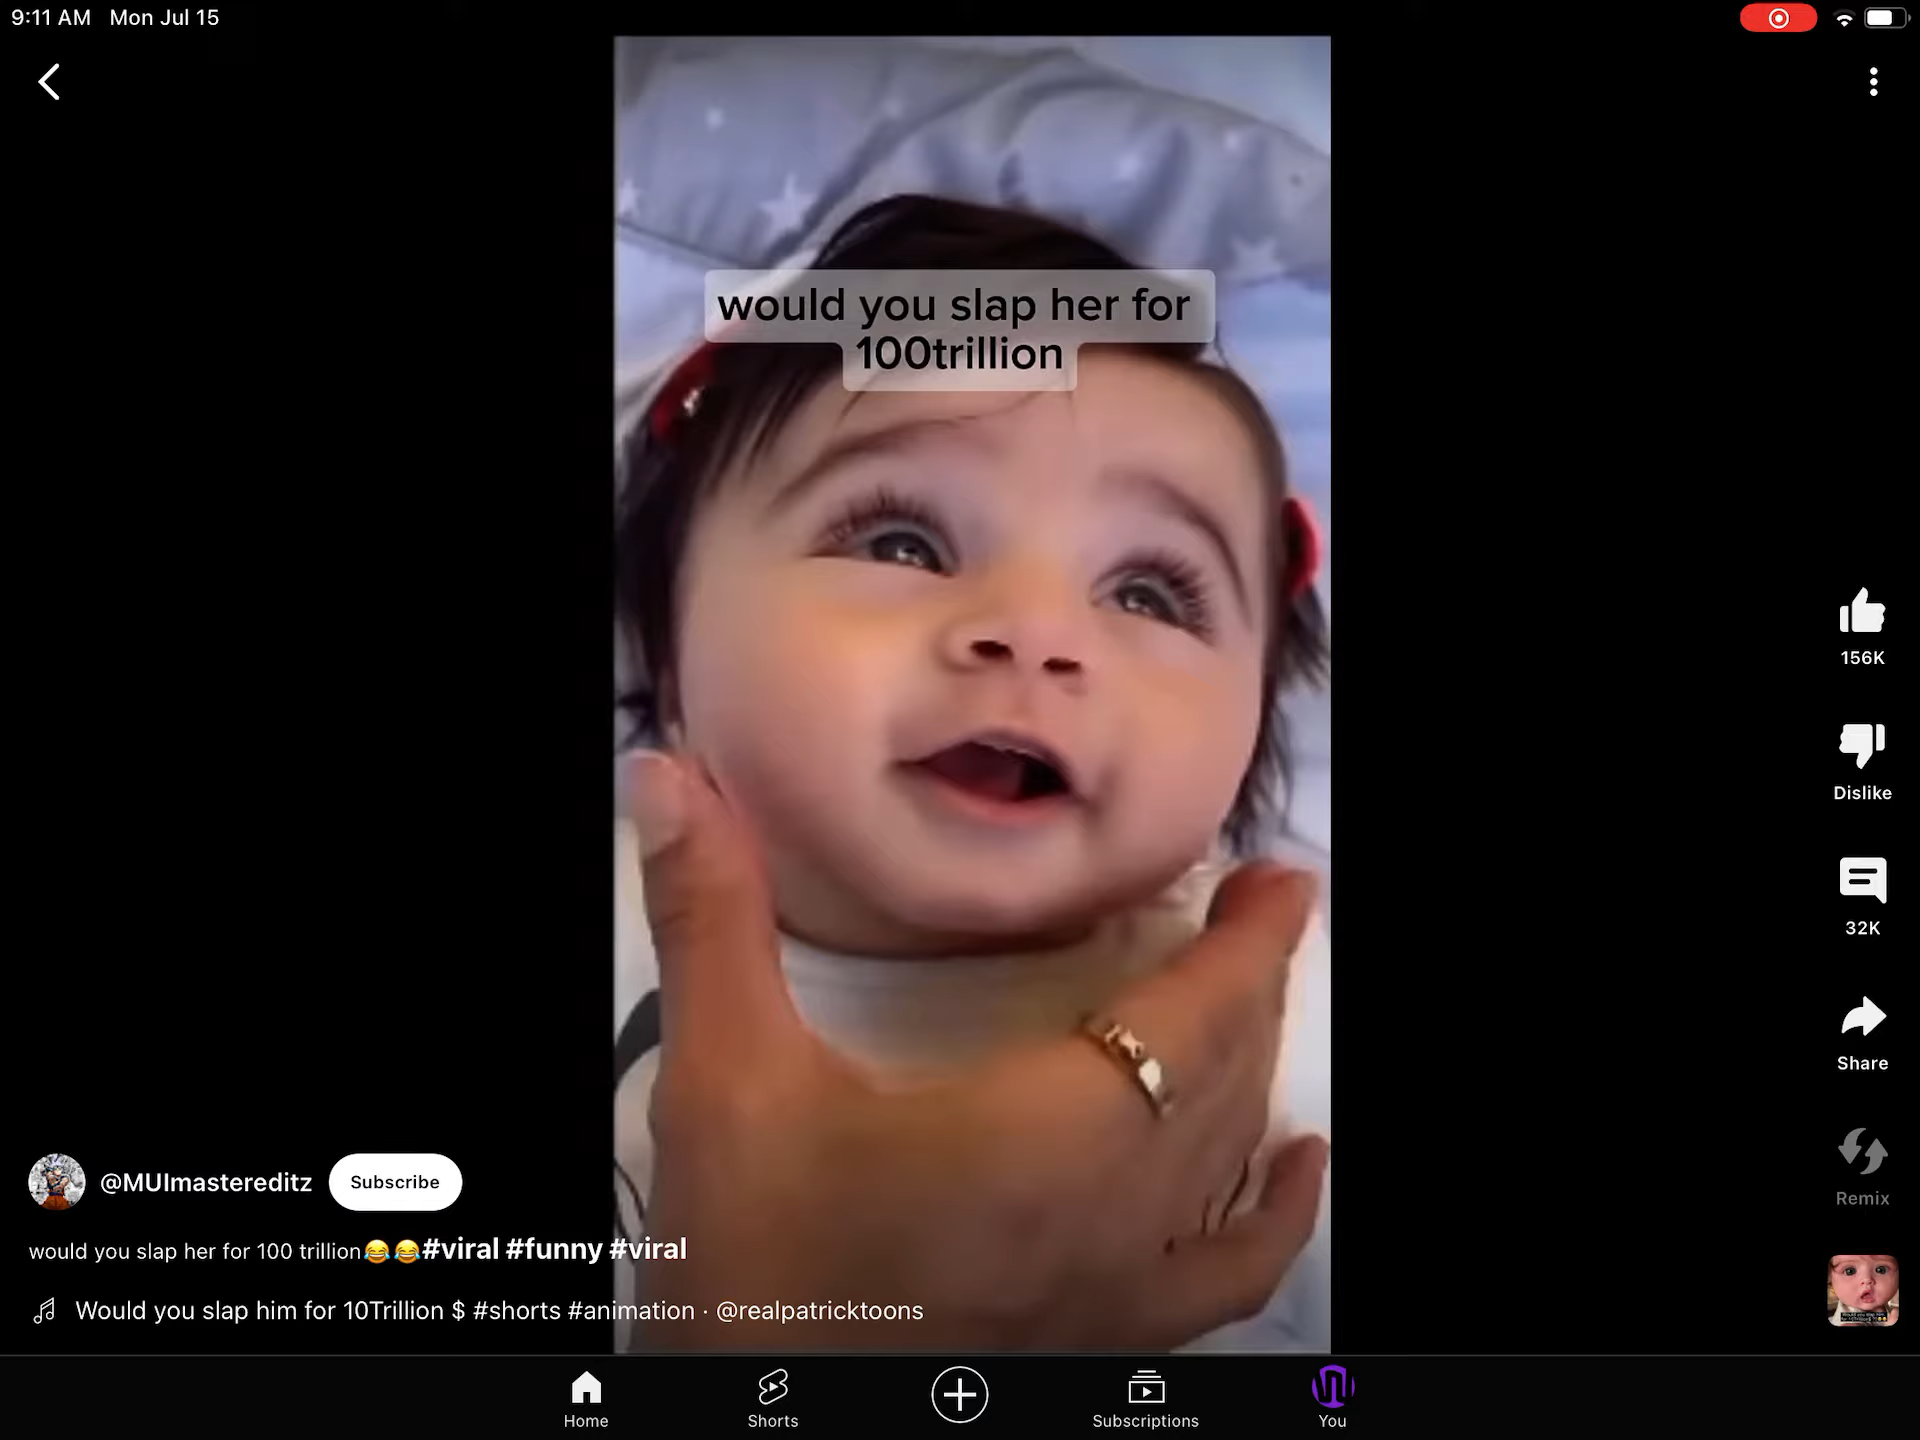 9:11 AM Mon Jul 15
would you slap her for
100trillion
156K
Dislike
32K
Share
Remix
@MUImastereditz Subscribe
would you slap her for 100 trillion😂😂#viral #funny #viral
Would you slap him for 10Trillion $ #shorts #animation · @realpatricktoons
Home Shorts Subscriptions You